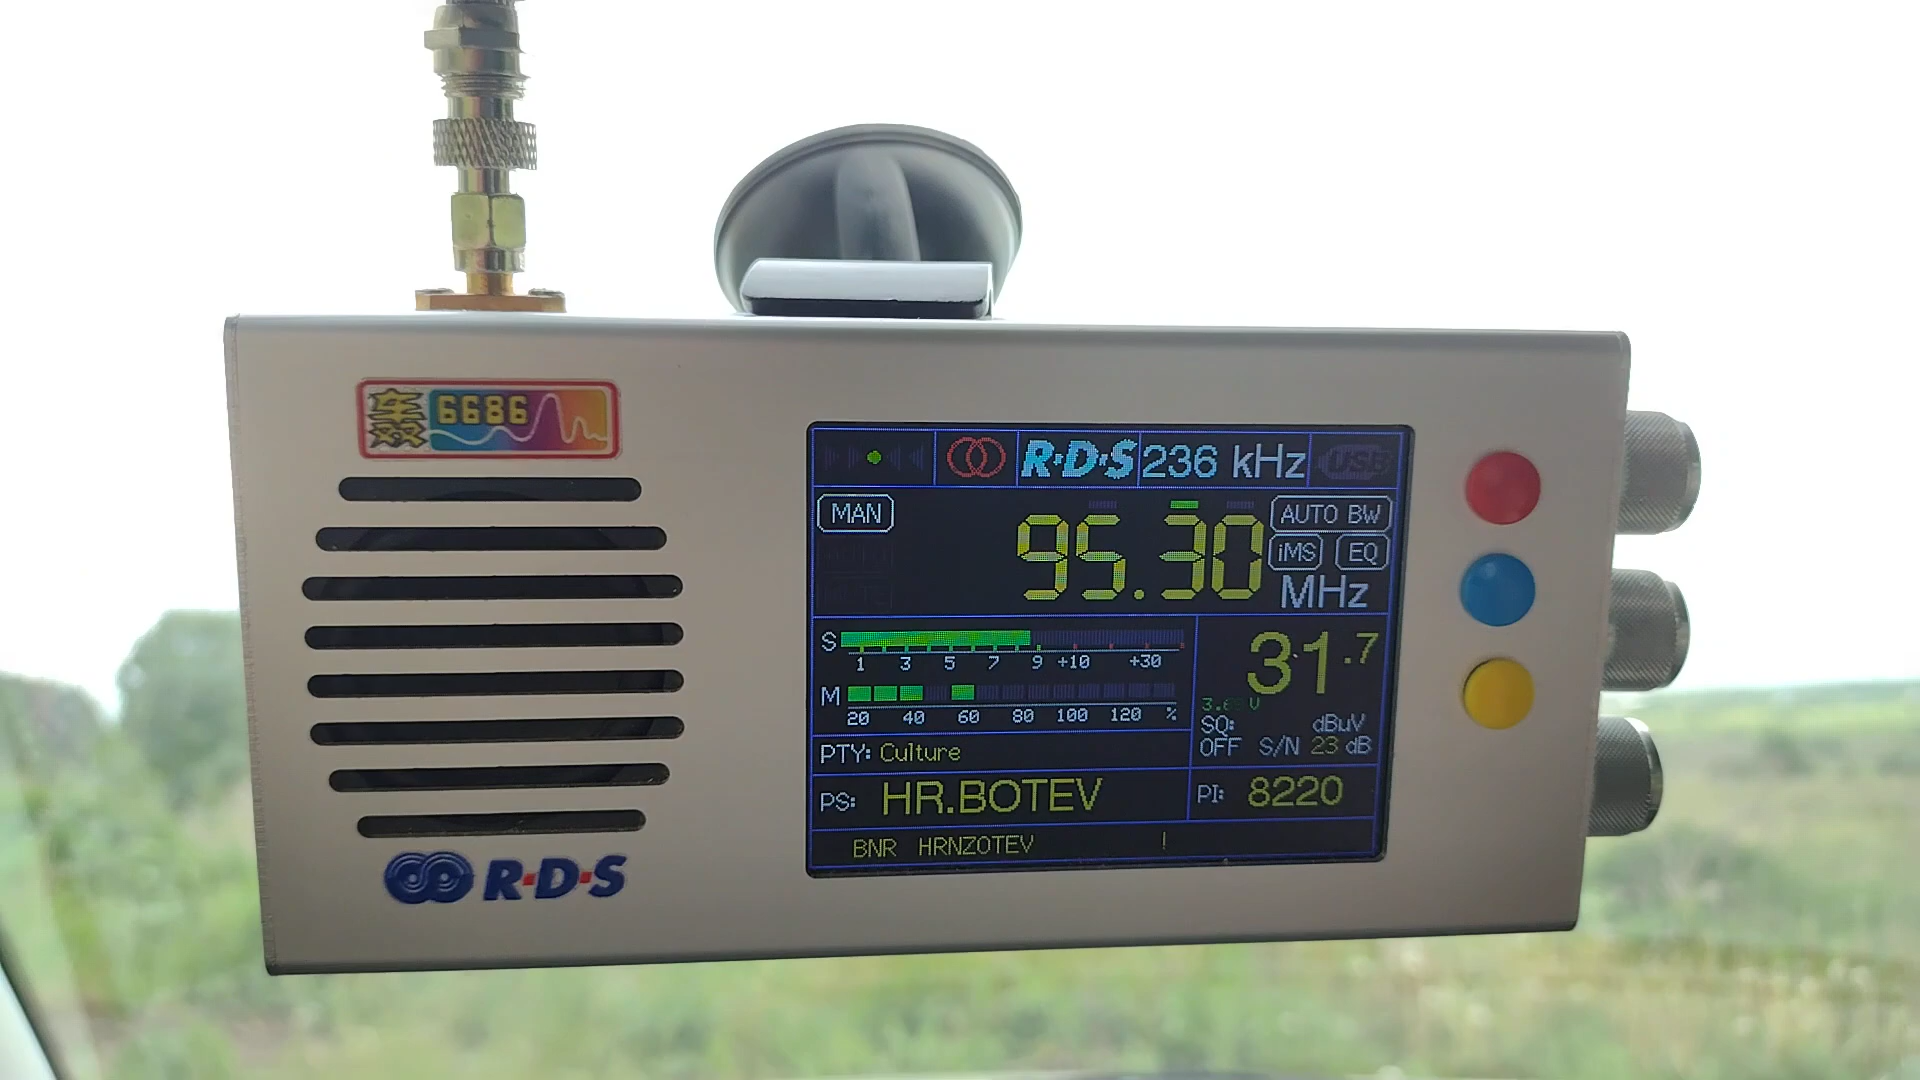 轰 6686
R·D·S 236 kHz USB
MAN 95.30 AUTO BW
iMS EQ
MHz
S 1 3 5 7 9 +10 +30
31.7
M 20 40 60 80 100 120 %
V
SQ: dBuV
OFF S/N 23 dB
PTY: Culture
PS: HR.BOTEV PI: 8220
BNR HRNZOTEV !
R·D·S